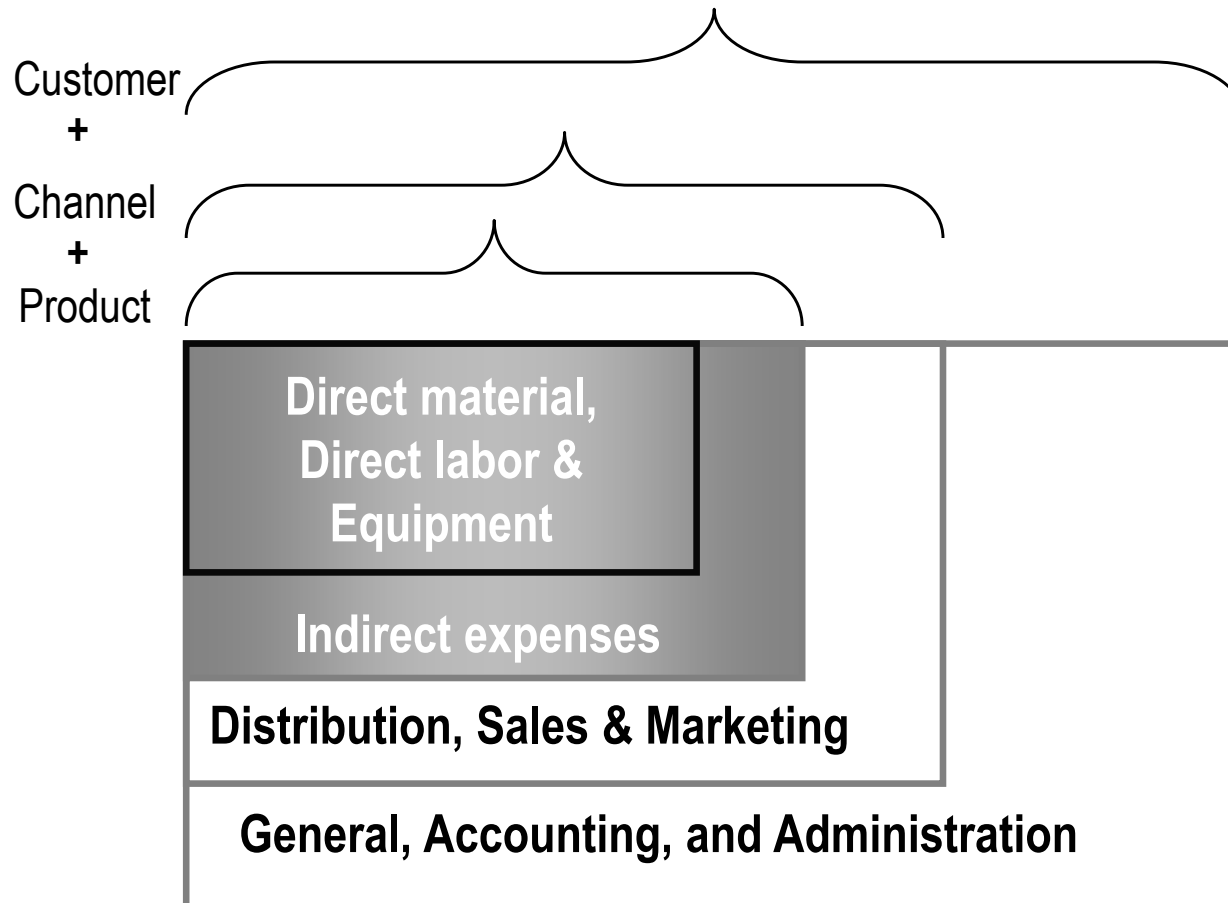 Customer
+
Channel
+
Product
Direct material,
Direct labor &
Equipment
Indirect expenses
Distribution, Sales & Marketing
General, Accounting, and Administration